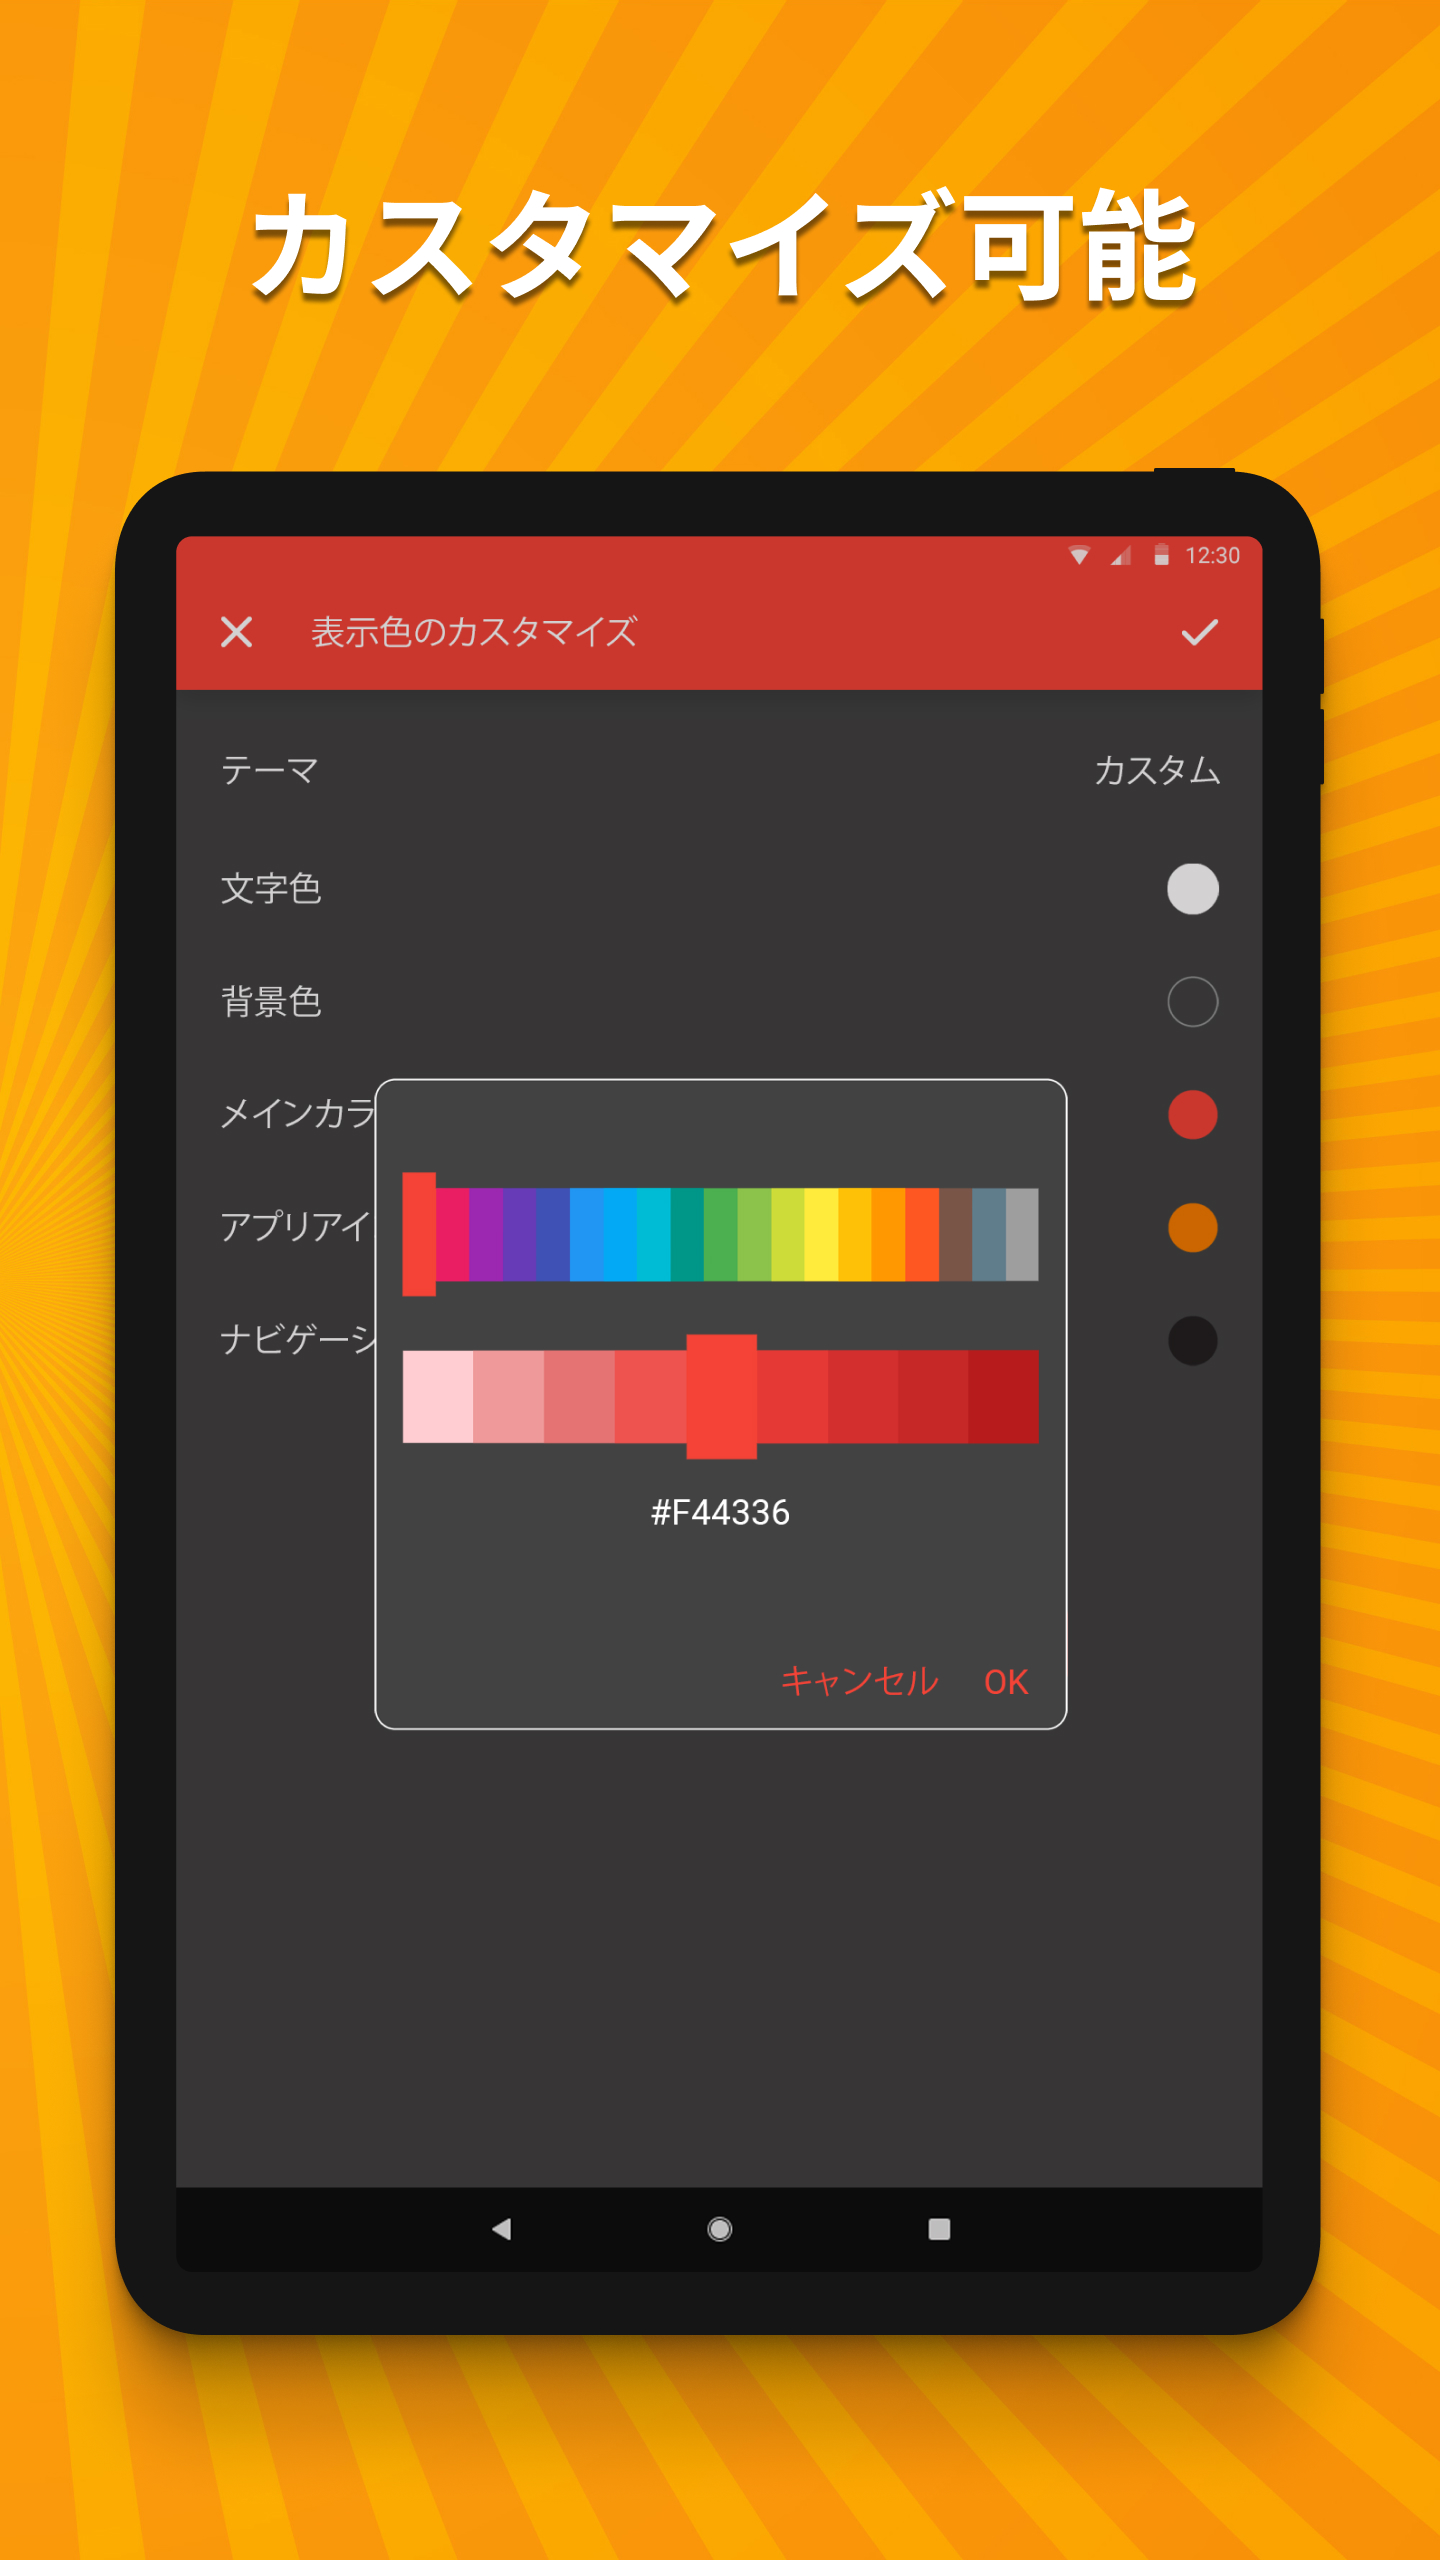 カスタマイズ可能
12:30
表示色のカスタマイズ
テーマ カスタム
文字色
背景色
メインカラ
アプリアイ
ナビゲーシ
#F44336
キャンセル OK